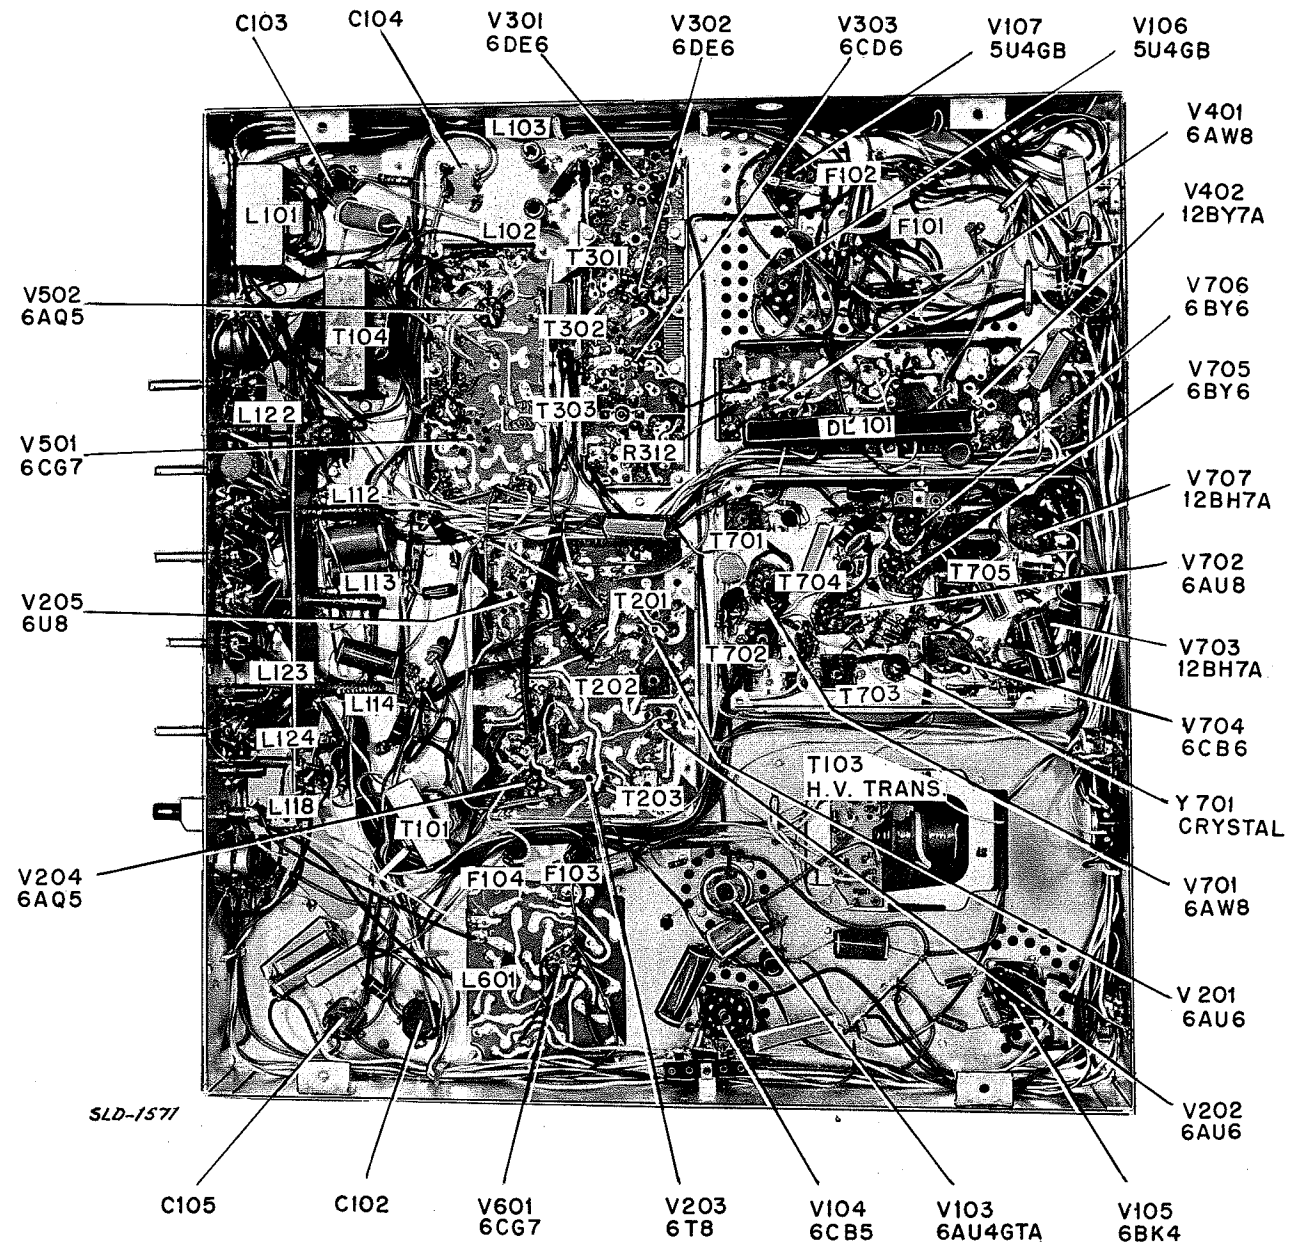 C103
C104
V301
6DE6
V302
6DE6
V303
6CD6
V107
5U4GB
V106
5U4GB
V401
6AW8
V402
12BY7A
V706
6BY6
V705
6BY6
V707
12BH7A
V702
6AU8
V703
12BH7A
V704
6CB6
Y701
CRYSTAL
V701
6AW8
V 201
6AU6
V202
6AU6
V502
6AQ5
V501
6CG7
V205
6U8
V204
6AQ5
L103
F102
L101
L102
F101
T301
T302
T104
T303
L122
DL101
R312
L112
T701
L113
T704
T705
T201
T702
L123
T202
T703
L114
L124
T103
H.V. TRANS.
L118
T203
T101
F104
F103
L601
SLD-1571
C105
C102
V601
6CG7
V203
6T8
V104
6CB5
V103
6AU4GTA
V105
6BK4